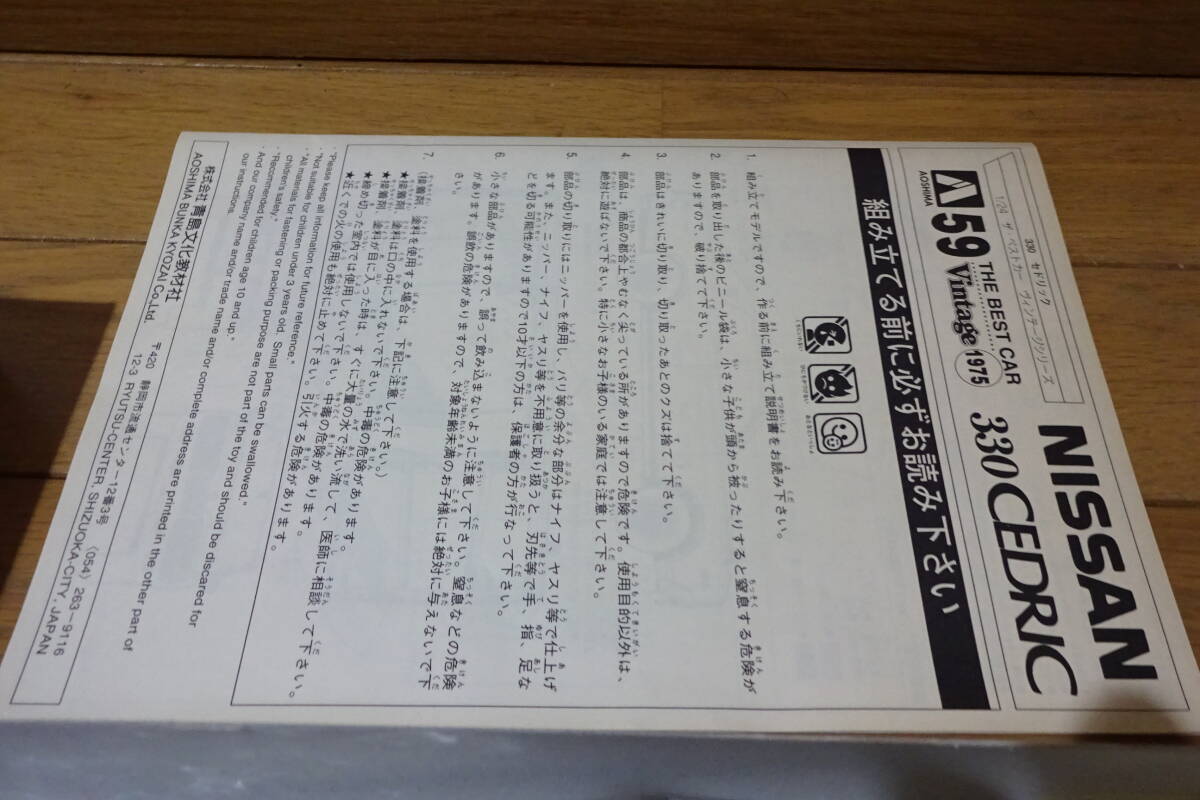 330 セドリック
1/24 ザ・ベストカー ヴィンテージシリーズ
AOSHIMA
59
THE BEST CAR
Vintage 1975
NISSAN
330 CEDRIC
組み立てる前に必ずお読み下さい
1. 組み立てモデルですので、作る前に組み立て説明書をお読み下さい。
2. 部品を取り出した後のビニール袋は、小さな子供が頭から被ったりすると窒息する危険が
ありますので、破り捨てて下さい。
3. 部品はきれいに切り取り、切り取ったあとのクズは捨てて下さい。
4. 部品は、商品の都合上やむなく尖っている所がありますので危険です。使用目的以外は、
絶対に遊ばないで下さい。特に小さなお子様のいる家庭では注意して下さい。
5. 部品の切り取りにはニッパーを使用し、バリ等の余分な部分はナイフ、ヤスリ等で仕上げ
ます。また、ニッパー、ナイフ、ヤスリ等を不用意に取り扱うと、刃先等で手、指、足な
どを切る可能性がありますので10才以下の方は、保護者の方が行なって下さい。
6. 小さな部品がありますので、誤って飲み込まないように注意して下さい。窒息などの危険
があります。誤飲の危険がありますので、対象年齢未満のお子様には絶対に与えないで下
さい。
7. (接着剤、塗料を使用する場合は、下記に注意して下さい。)
★接着剤、塗料は口の中に入れないで下さい。中毒の危険があります。
★接着剤、塗料が目に入った時は、すぐに大量の水で洗い流して、医師に相談して下さい。
★締め切った室内では使用しないで下さい。中毒の危険があります。
★近くでの火の使用も絶対に止めて下さい。引火する危険があります。
· "Please keep all information for future reference."
· "Not suitable for children under 3 years old, Small parts can be swallowed."
· "All materials for fastening or packing purpose are not part of the toy and should be discared for
children's safety."
· "Recommended for children age 10 and up."
· And our company name and/or trade name and/or complete address are printed in the other part of
our instructions.
株式会社 青島文化教材社 〒420 静岡市流通センター12番3号 (054) 263-9116
AOSHIMA BUNKA KYOZAI Co., Ltd. 12-3 RYUTSU-CENTER, SHIZUOKA-CITY, JAPAN